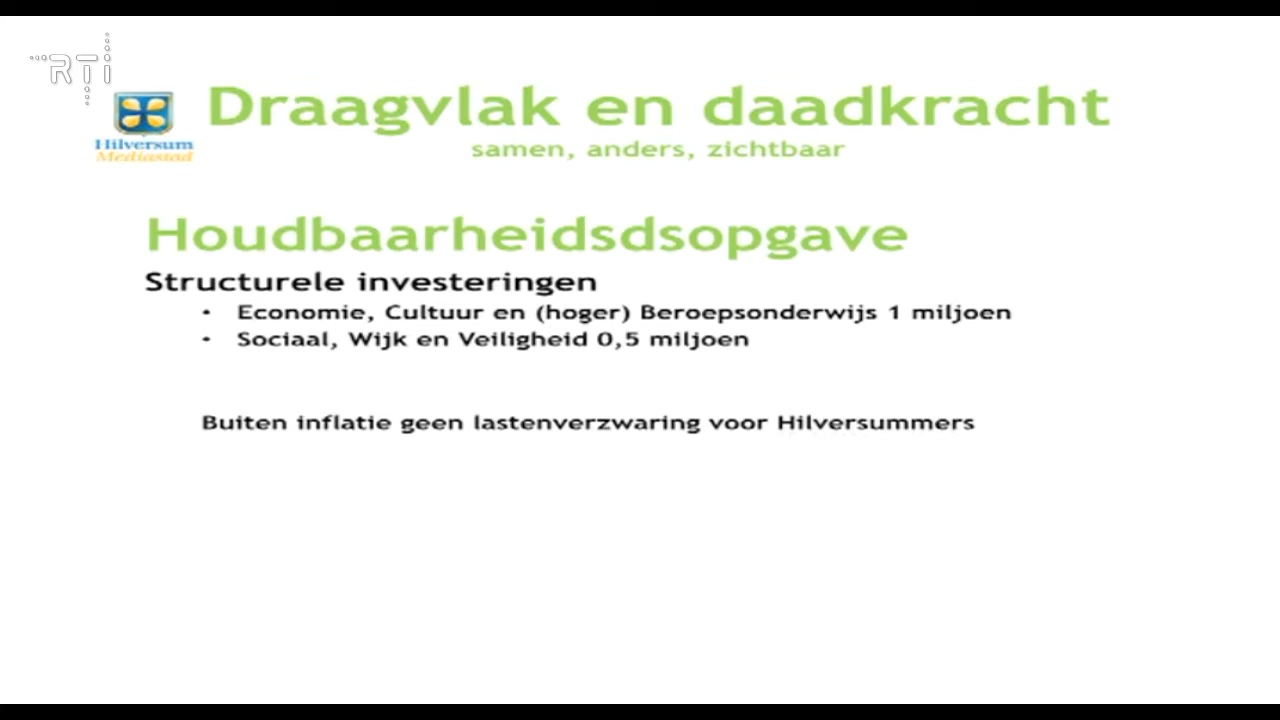 RTi
Draagvlak en daadkracht
Hilversum
Mediastad
samen, anders, zichtbaar
Houdbaarheidsdsopgave
Structurele investeringen
• Economie, Cultuur en (hoger) Beroepsonderwijs 1 miljoen
• Sociaal, Wijk en Veiligheid 0,5 miljoen
Buiten inflatie geen lastenverzwaring voor Hilversummers